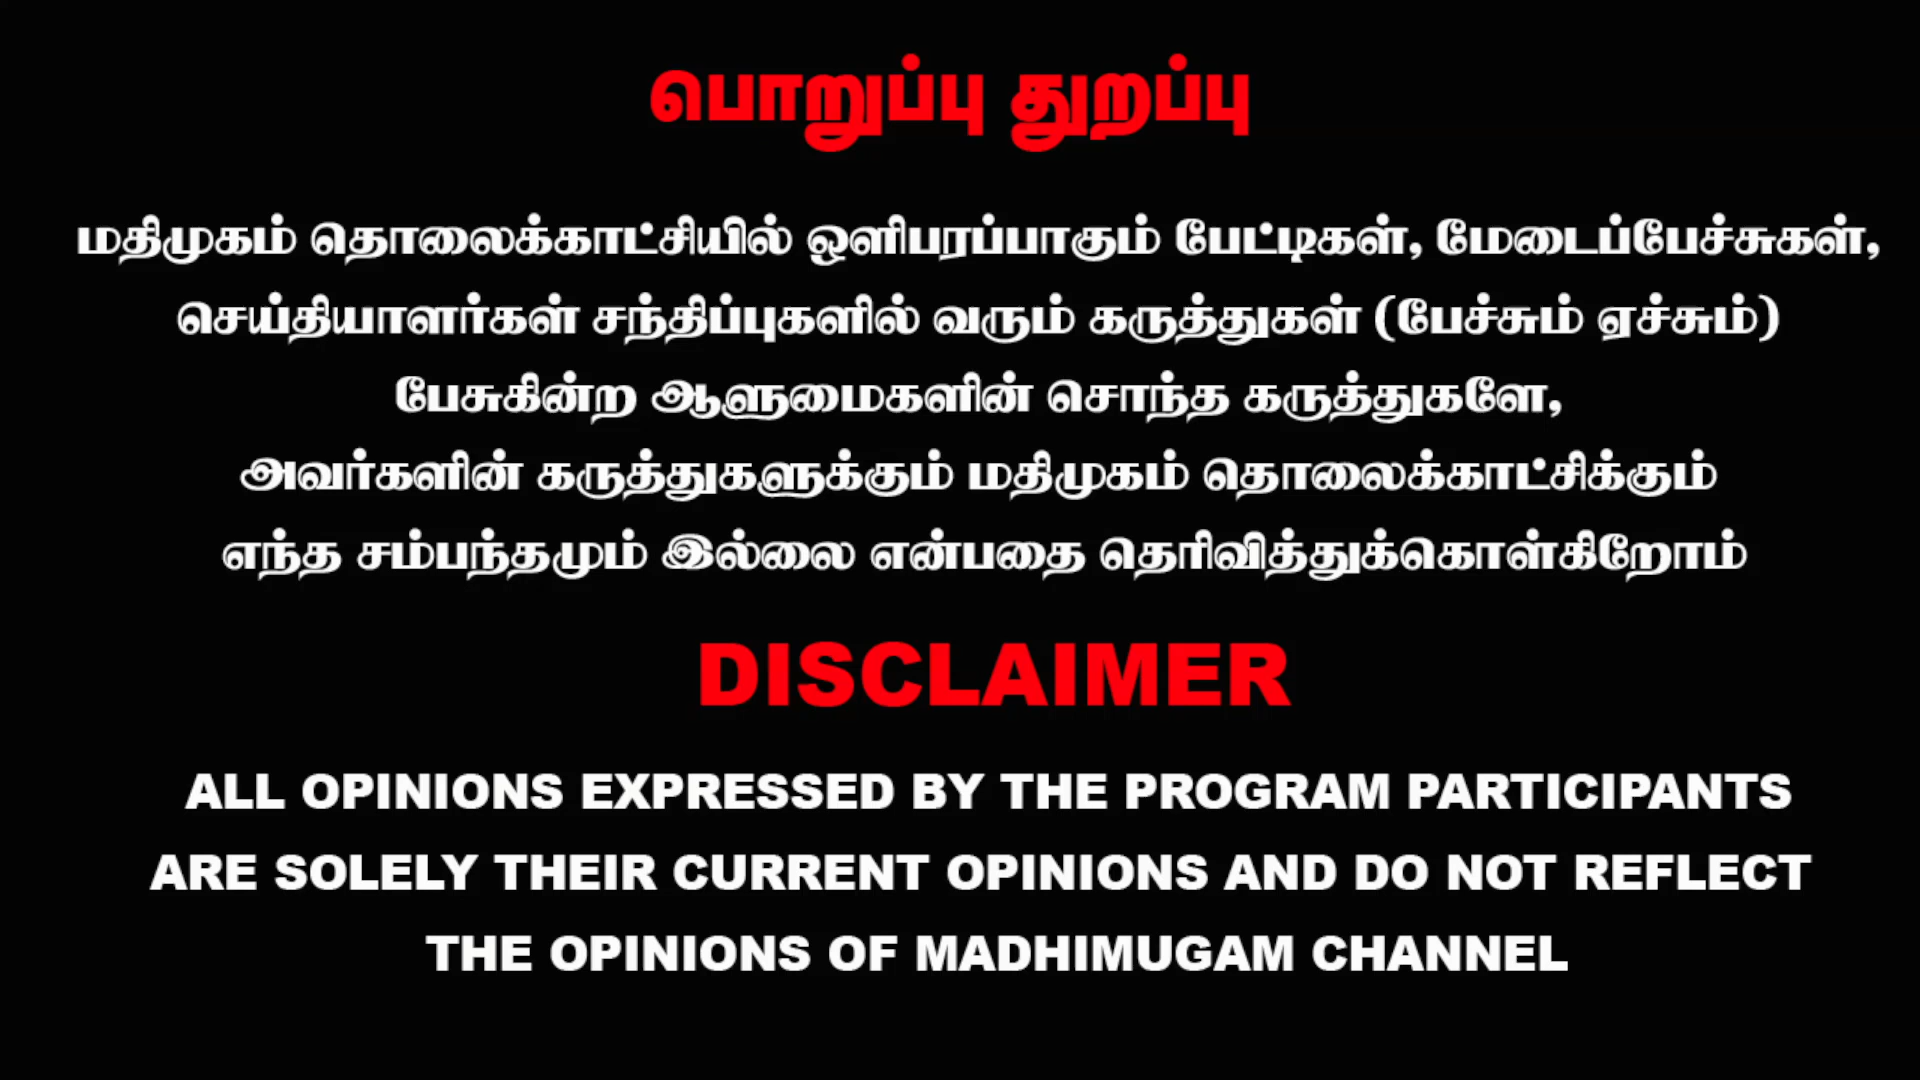 பொறுப்பு துறப்பு
மதிமுகம் தொலைக்காட்சியில் ஒளிபரப்பாகும் பேட்டிகள், மேடைப்பேச்சுகள்,
செய்தியாளர்கள் சந்திப்புகளில் வரும் கருத்துகள் (பேச்சும் ஏச்சும்)
பேசுகின்ற ஆளுமைகளின் சொந்த கருத்துகளே,
அவர்களின் கருத்துகளுக்கும் மதிமுகம் தொலைக்காட்சிக்கும்
எந்த சம்பந்தமும் இல்லை என்பதை தெரிவித்துக்கொள்கிறோம்
DISCLAIMER
ALL OPINIONS EXPRESSED BY THE PROGRAM PARTICIPANTS
ARE SOLELY THEIR CURRENT OPINIONS AND DO NOT REFLECT
THE OPINIONS OF MADHIMUGAM CHANNEL